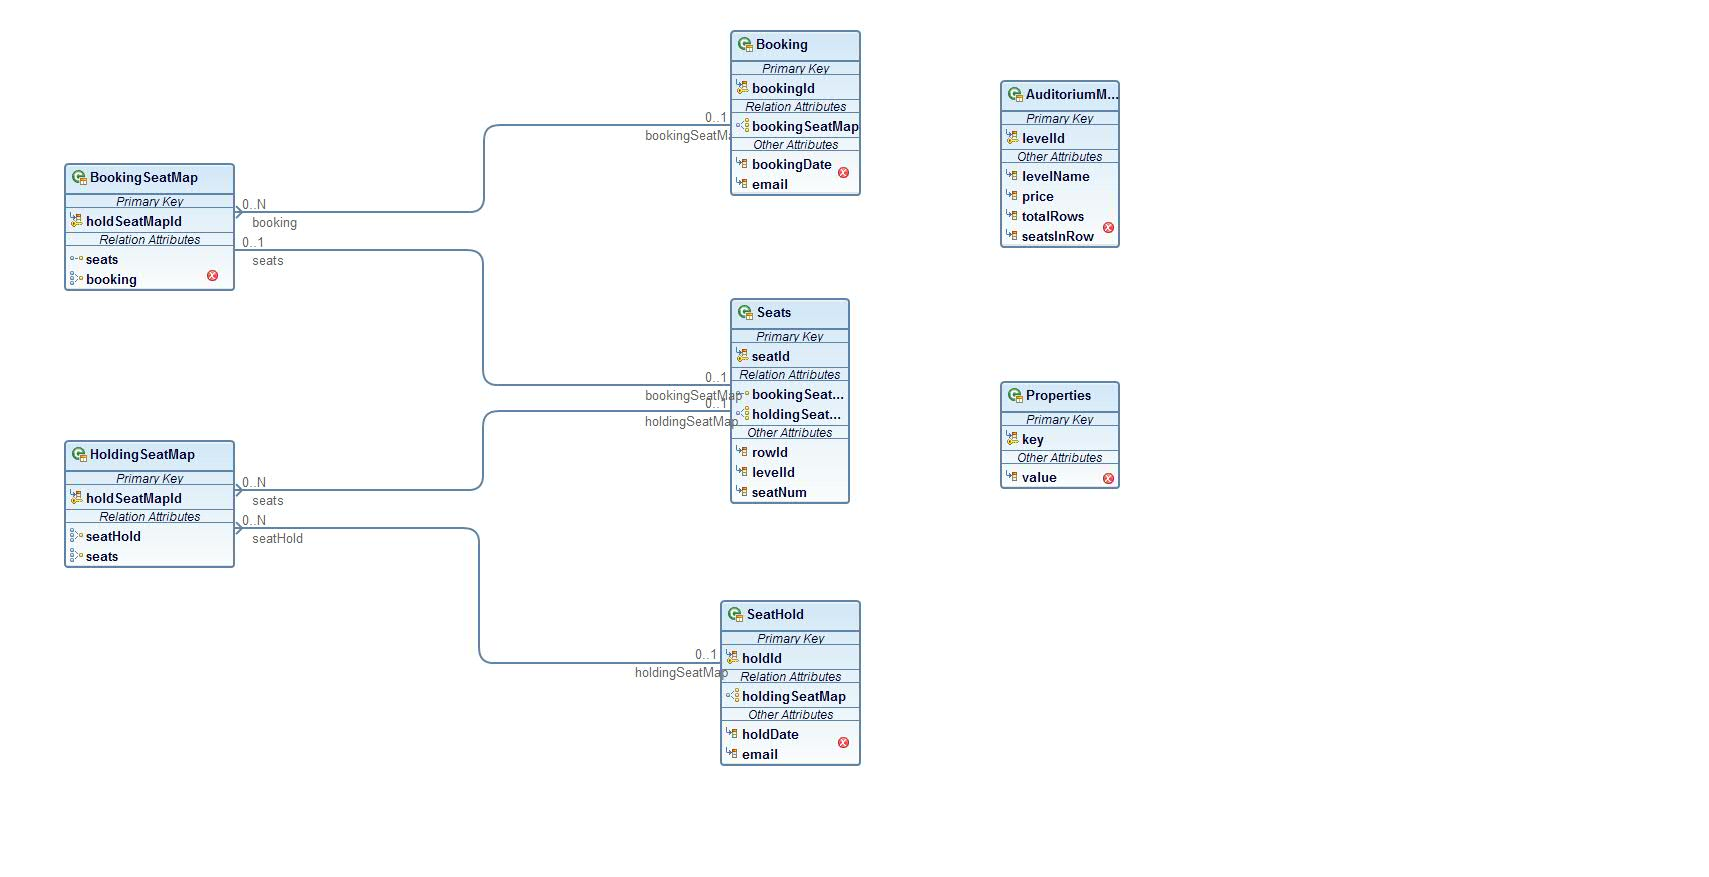 Booking
Primary Key
bookingId
Relation Attributes
bookingSeatMap
Other Attributes
bookingDate
email
AuditoriumM...
Primary Key
levelId
Other Attributes
levelName
price
totalRows
seatsInRow
0..1
bookingSeatMa
BookingSeatMap
Primary Key
holdSeatMapId
Relation Attributes
seats
booking
0..N
booking
0..1
seats
Seats
Primary Key
seatId
Relation Attributes
bookingSeat...
holdingSeat...
Other Attributes
rowId
levelId
seatNum
0..1
bookingSeatMap
0..1
holdingSeatMap
Properties
Primary Key
key
Other Attributes
value
HoldingSeatMap
Primary Key
holdSeatMapId
Relation Attributes
seatHold
seats
0..N
seats
0..N
seatHold
SeatHold
Primary Key
holdId
Relation Attributes
holdingSeatMap
Other Attributes
holdDate
email
0..1
holdingSeatMap